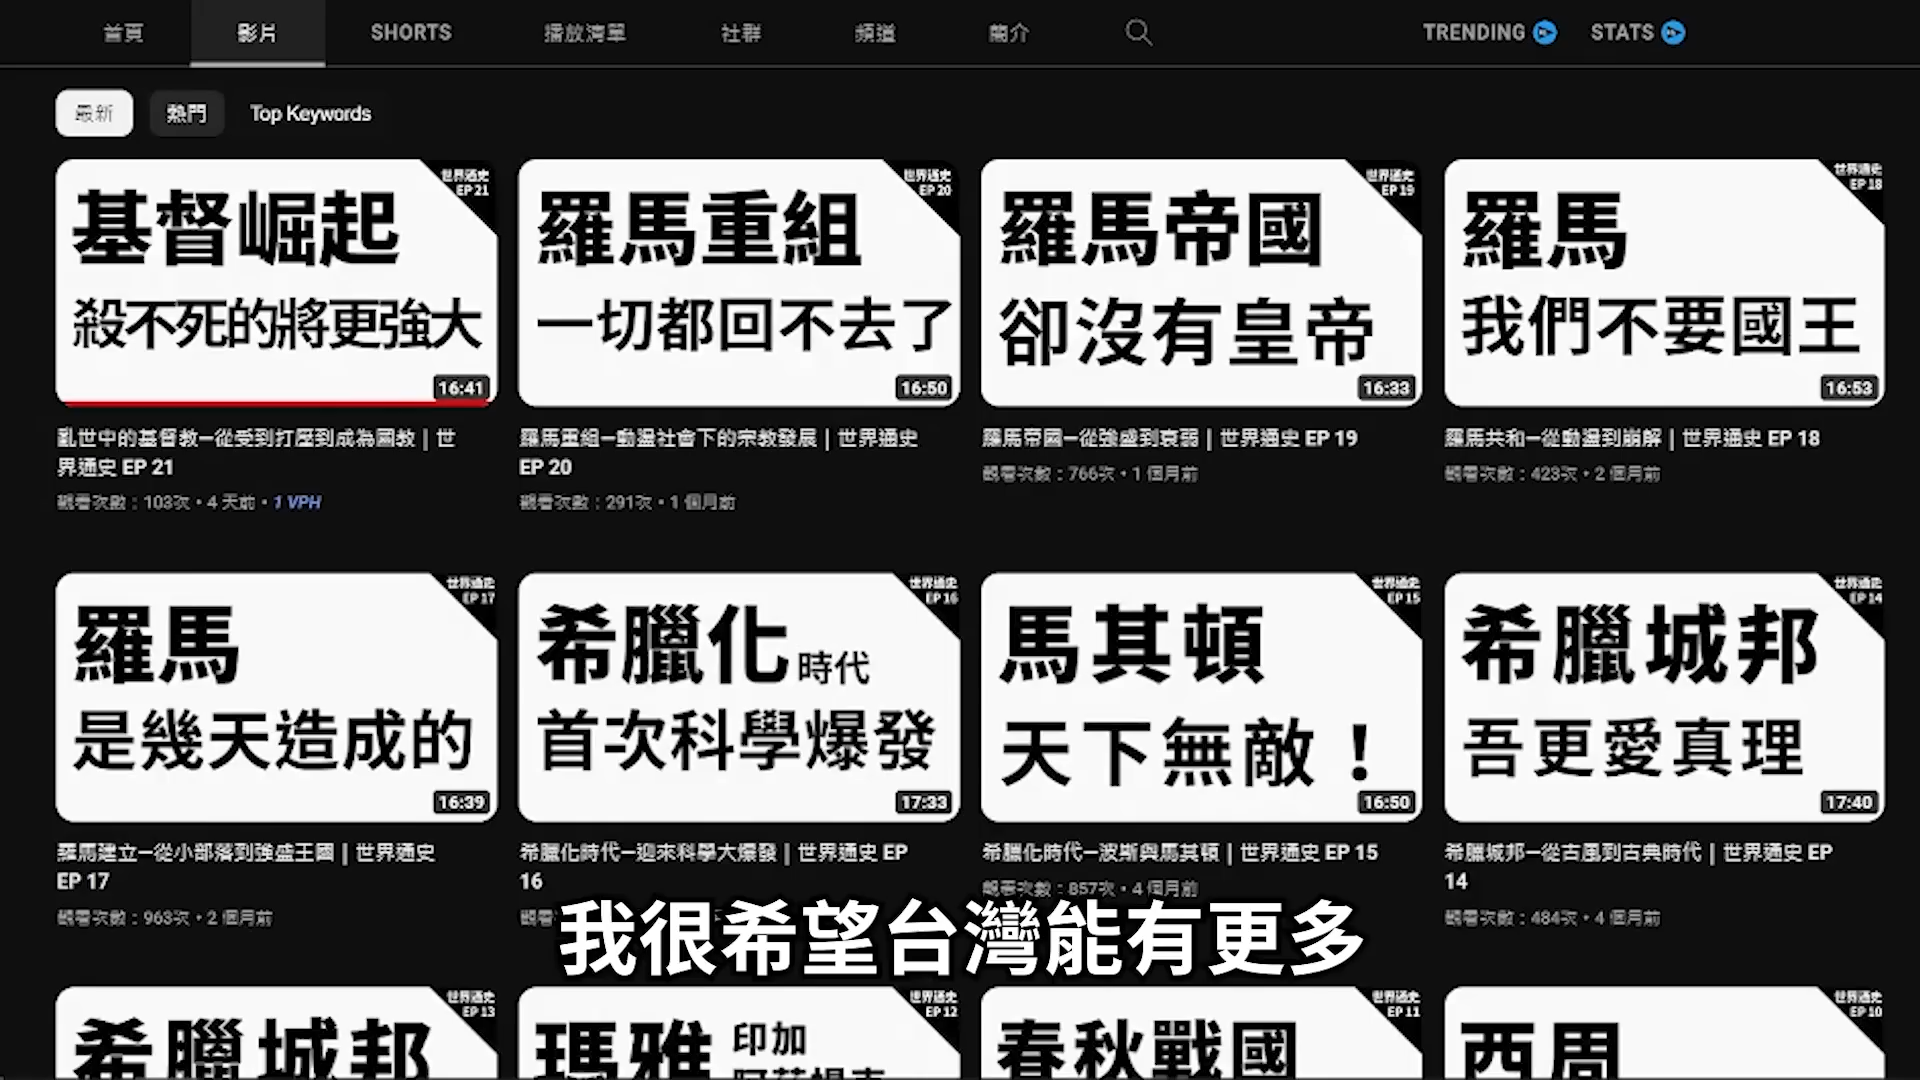 首頁 影片 SHORTS 播放清單 社群 頻道 簡介 TRENDING STATS
最新 熱門 Top Keywords
世界通史
EP 21
基督崛起
殺不死的將更強大
16:41
世界通史
EP 20
羅馬重組
一切都回不去了
16:50
世界通史
EP 19
羅馬帝國
卻沒有皇帝
16:33
世界通史
EP 18
羅馬
我們不要國王
16:53
亂世中的基督教—從受到打壓到成為國教｜世
界通史 EP 21
觀看次數：103次・4 天前・1 VPH
羅馬重組—動盪社會下的宗教發展｜世界通史
EP 20
觀看次數：291次・1 個月前
羅馬帝國—從強盛到衰弱｜世界通史 EP 19
觀看次數：766次・1 個月前
羅馬共和—從動盪到崩解｜世界通史 EP 18
觀看次數：423次・2 個月前
世界通史
EP 17
羅馬
是幾天造成的
16:39
世界通史
EP 16
希臘化時代
首次科學爆發
17:33
世界通史
EP 15
馬其頓
天下無敵！
16:50
世界通史
EP 14
希臘城邦
吾更愛真理
17:40
羅馬建立—從小部落到強盛王國｜世界通史
EP 17
觀看次數：963次・2 個月前
希臘化時代—迎來科學大爆發｜世界通史 EP
16
希臘化時代—波斯與馬其頓｜世界通史 EP 15
觀看次數：857次・4 個月前
希臘城邦—從古風到古典時代｜世界通史 EP
14
觀看次數：484次・4 個月前
我很希望台灣能有更多
世界通史
EP 13
希臘城邦
世界通史
EP 12
瑪雅 印加
世界通史
EP 11
春秋戰國
世界通史
EP 10
西周